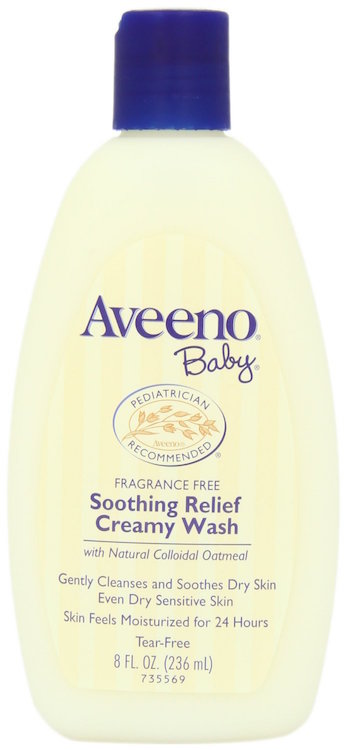 Aveeno®
Baby®
PEDIATRICIAN
Aveeno®
RECOMMENDED®
FRAGRANCE FREE
Soothing Relief
Creamy Wash
with Natural Colloidal Oatmeal
Gently Cleanses and Soothes Dry Skin
Even Dry Sensitive Skin
Skin Feels Moisturized for 24 Hours
Tear-Free
8 FL. OZ. (236 mL)
735569